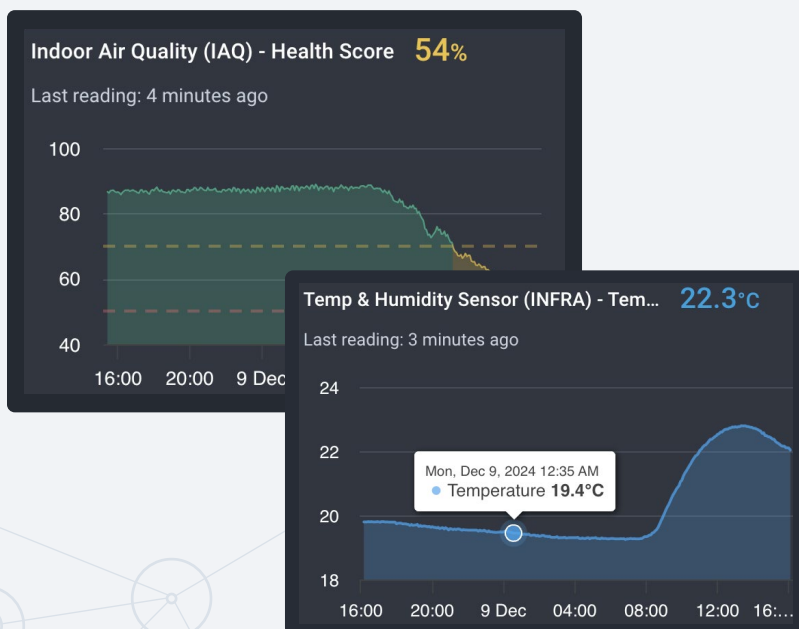 Indoor Air Quality (IAQ) - Health Score 54%
Last reading: 4 minutes ago
100
80
60
40
16:00 20:00 9 Dec
Temp & Humidity Sensor (INFRA) - Tem... 22.3°C
Last reading: 3 minutes ago
24
22
20
18
Mon, Dec 9, 2024 12:35 AM
Temperature 19.4°C
16:00 20:00 9 Dec 04:00 08:00 12:00 16:...